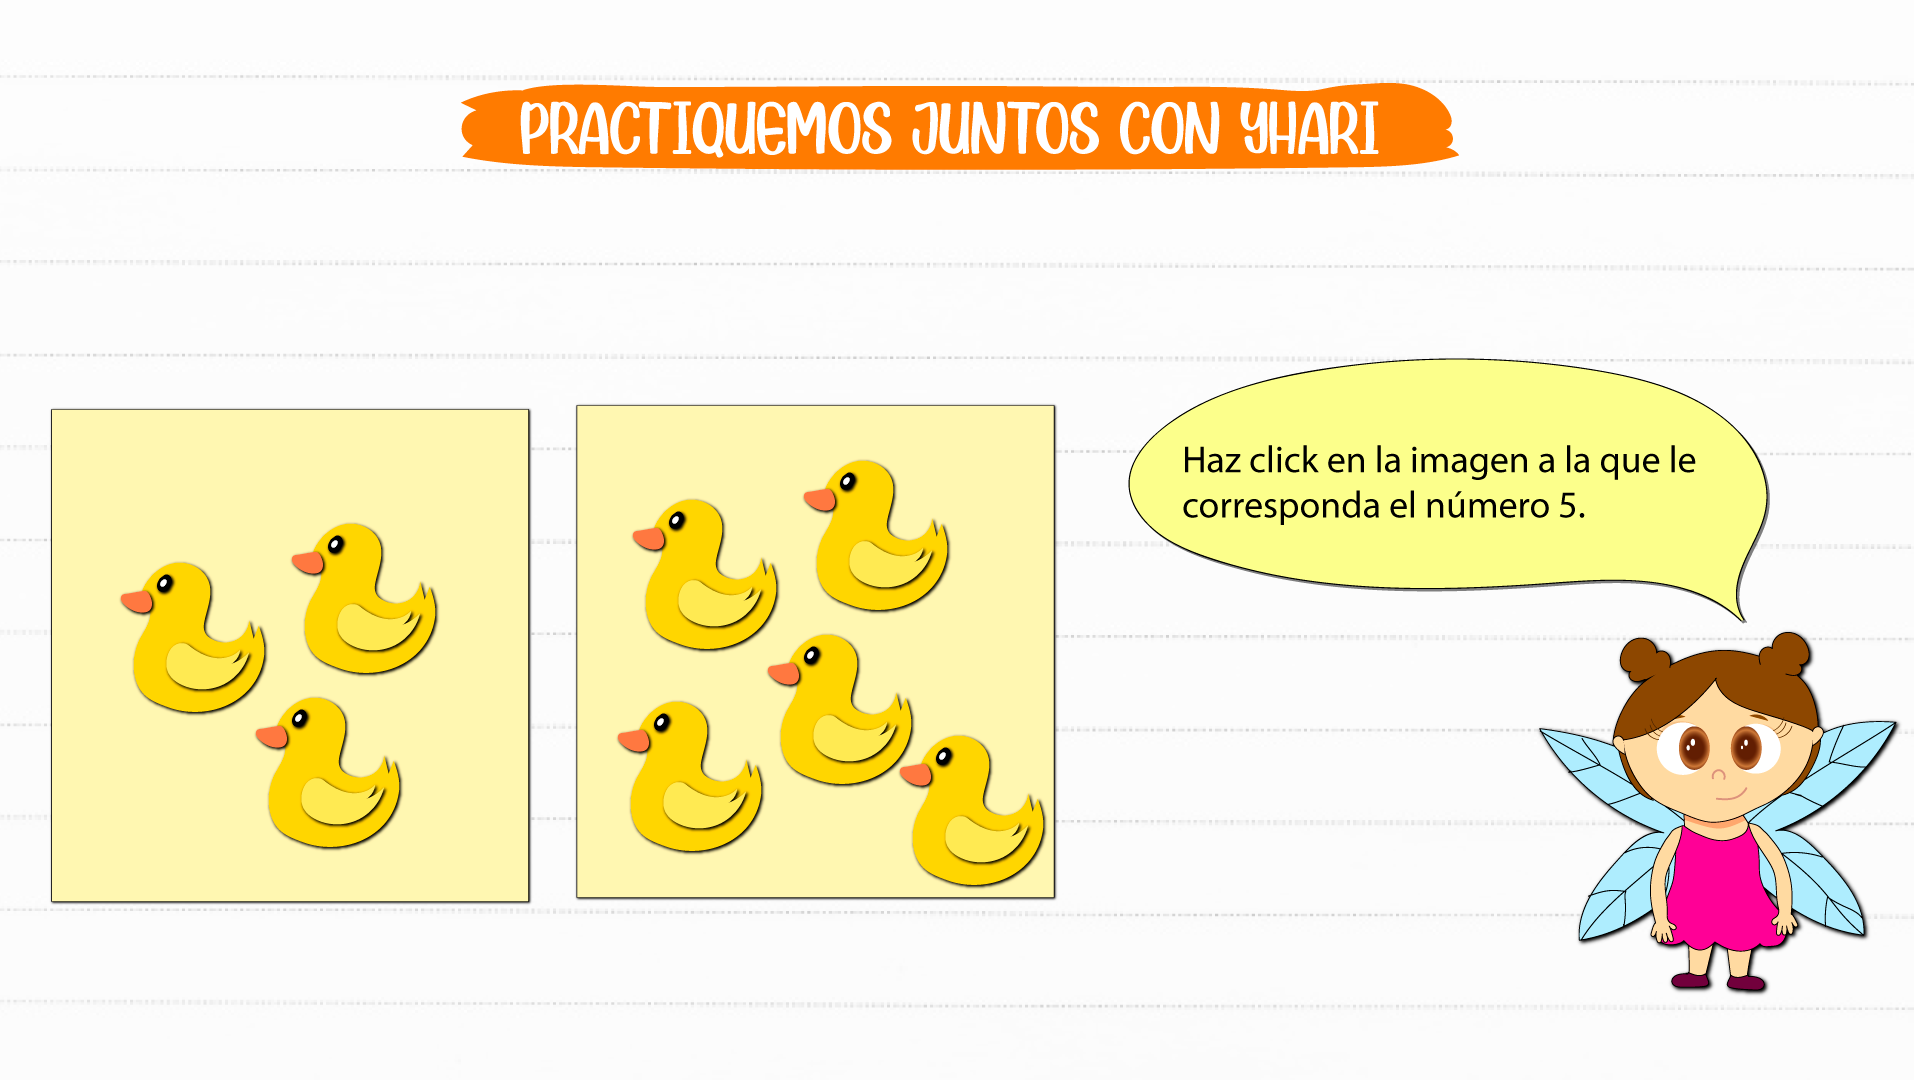 PRACTIQUEMOS JUNTOS CON YHARI
Haz click en la imagen a la que le
corresponda el número 5.